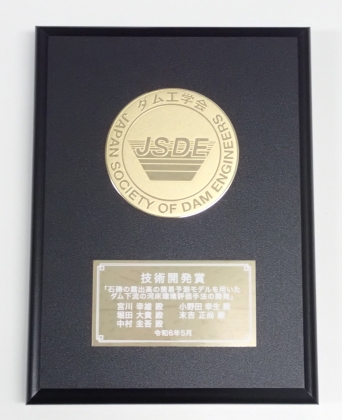 ダム工学会
JSDE
JAPAN SOCIETY OF DAM ENGINEERS
技術開発賞
「石礫の露出高の簡易予測モデルを用いた
ダム下流の河床環境評価手法の開発」
宮川 幸雄 殿 小野田 幸生 殿
堀田 大貴 殿 末吉 正尚 殿
中村 圭吾 殿
令和6年5月